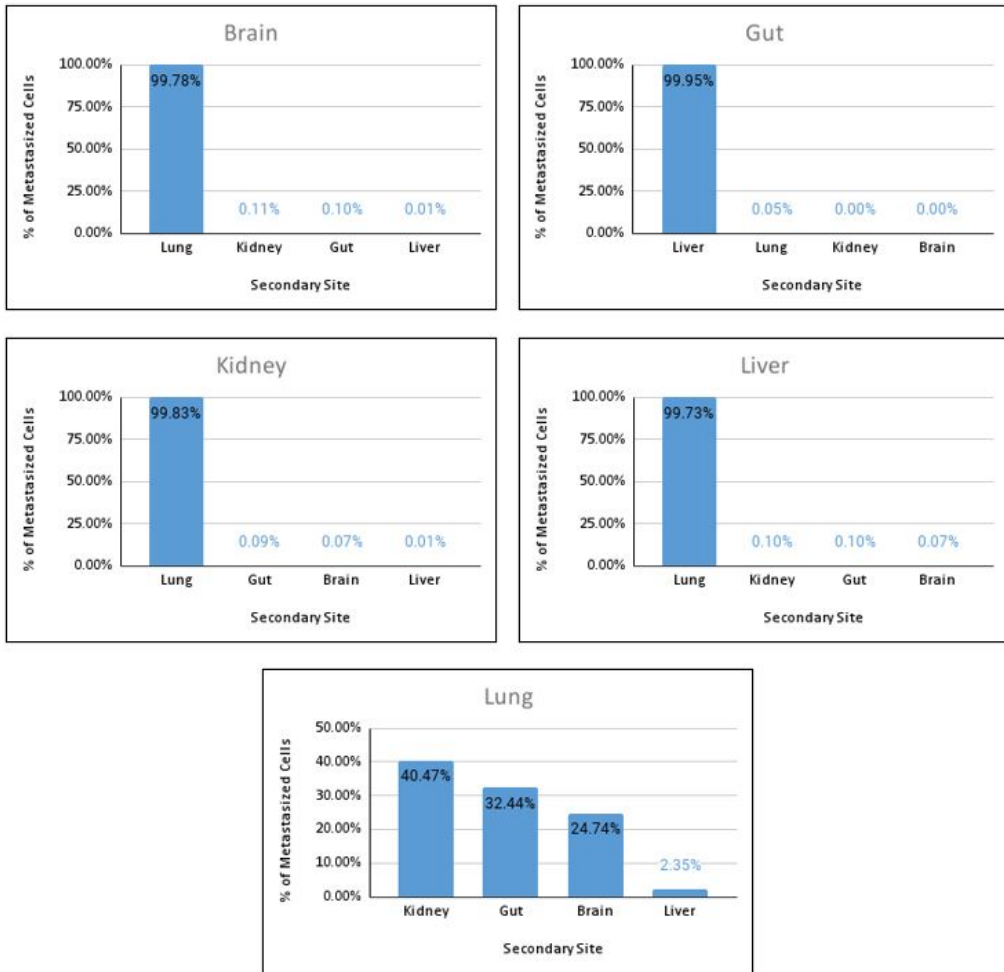 Brain
% of Metastasized Cells
100.00%
75.00%
50.00%
25.00%
0.00%
99.78%
0.11%
0.10%
0.01%
Lung Kidney Gut Liver
Secondary Site
Gut
% of Metastasized Cells
100.00%
75.00%
50.00%
25.00%
0.00%
99.95%
0.05%
0.00%
0.00%
Liver Lung Kidney Brain
Secondary Site
Kidney
% of Metastasized Cells
100.00%
75.00%
50.00%
25.00%
0.00%
99.83%
0.09%
0.07%
0.01%
Lung Gut Brain Liver
Secondary Site
Liver
% of Metastasized Cells
100.00%
75.00%
50.00%
25.00%
0.00%
99.73%
0.10%
0.10%
0.07%
Lung Kidney Gut Brain
Secondary Site
Lung
% of Metastasized Cells
50.00%
40.00%
30.00%
20.00%
10.00%
0.00%
40.47%
32.44%
24.74%
2.35%
Kidney Gut Brain Liver
Secondary Site